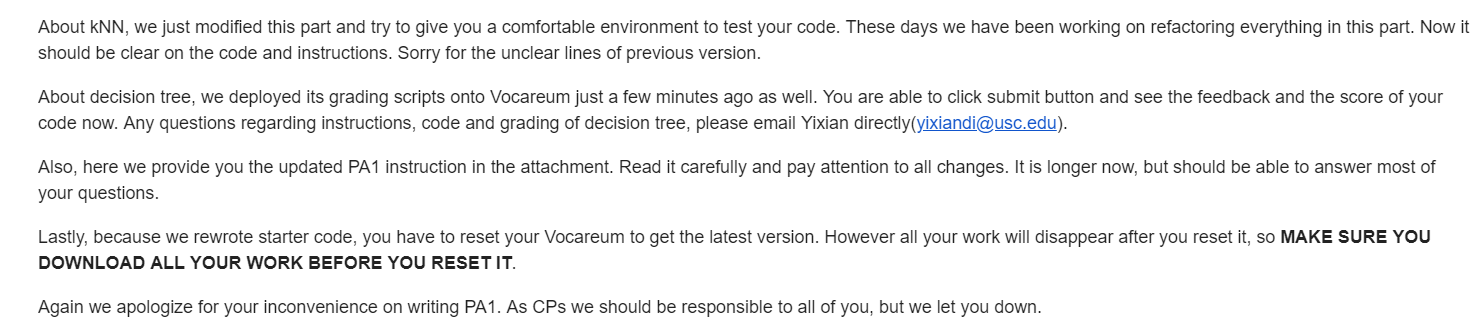 About kNN, we just modified this part and try to give you a comfortable environment to test your code. These days we have been working on refactoring everything in this part. Now it
should be clear on the code and instructions. Sorry for the unclear lines of previous version.
About decision tree, we deployed its grading scripts onto Vocareum just a few minutes ago as well. You are able to click submit button and see the feedback and the score of your
code now. Any questions regarding instructions, code and grading of decision tree, please email Yixian directly(yixiandi@usc.edu).
Also, here we provide you the updated PA1 instruction in the attachment. Read it carefully and pay attention to all changes. It is longer now, but should be able to answer most of
your questions.
Lastly, because we rewrote starter code, you have to reset your Vocareum to get the latest version. However all your work will disappear after you reset it, so MAKE SURE YOU
DOWNLOAD ALL YOUR WORK BEFORE YOU RESET IT.
Again we apologize for your inconvenience on writing PA1. As CPs we should be responsible to all of you, but we let you down.